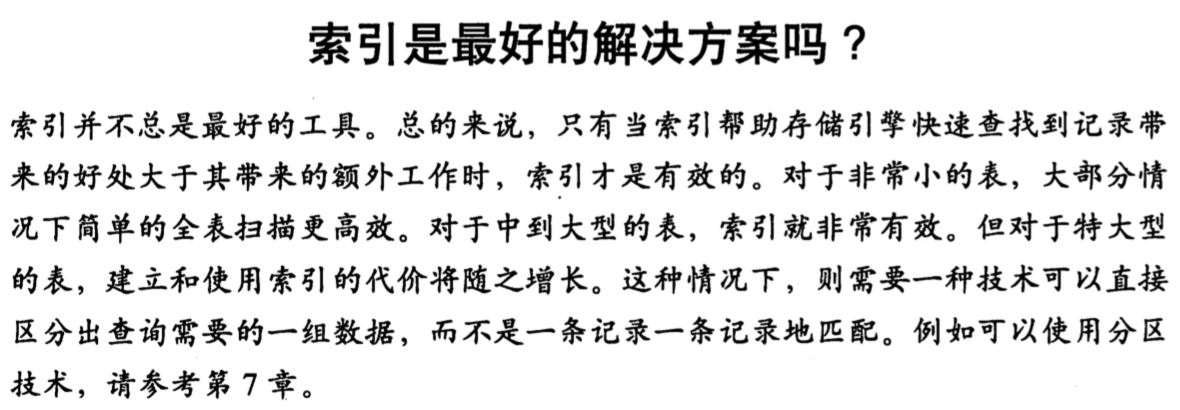 索引是最好的解决方案吗？
索引并不总是最好的工具。总的来说，只有当索引帮助存储引擎快速查找到记录带
来的好处大于其带来的额外工作时，索引才是有效的。对于非常小的表，大部分情
况下简单的全表扫描更高效。对于中到大型的表，索引就非常有效。但对于特大型
的表，建立和使用索引的代价将随之增长。这种情况下，则需要一种技术可以直接
区分出查询需要的一组数据，而不是一条记录一条记录地匹配。例如可以使用分区
技术，请参考第 7 章。